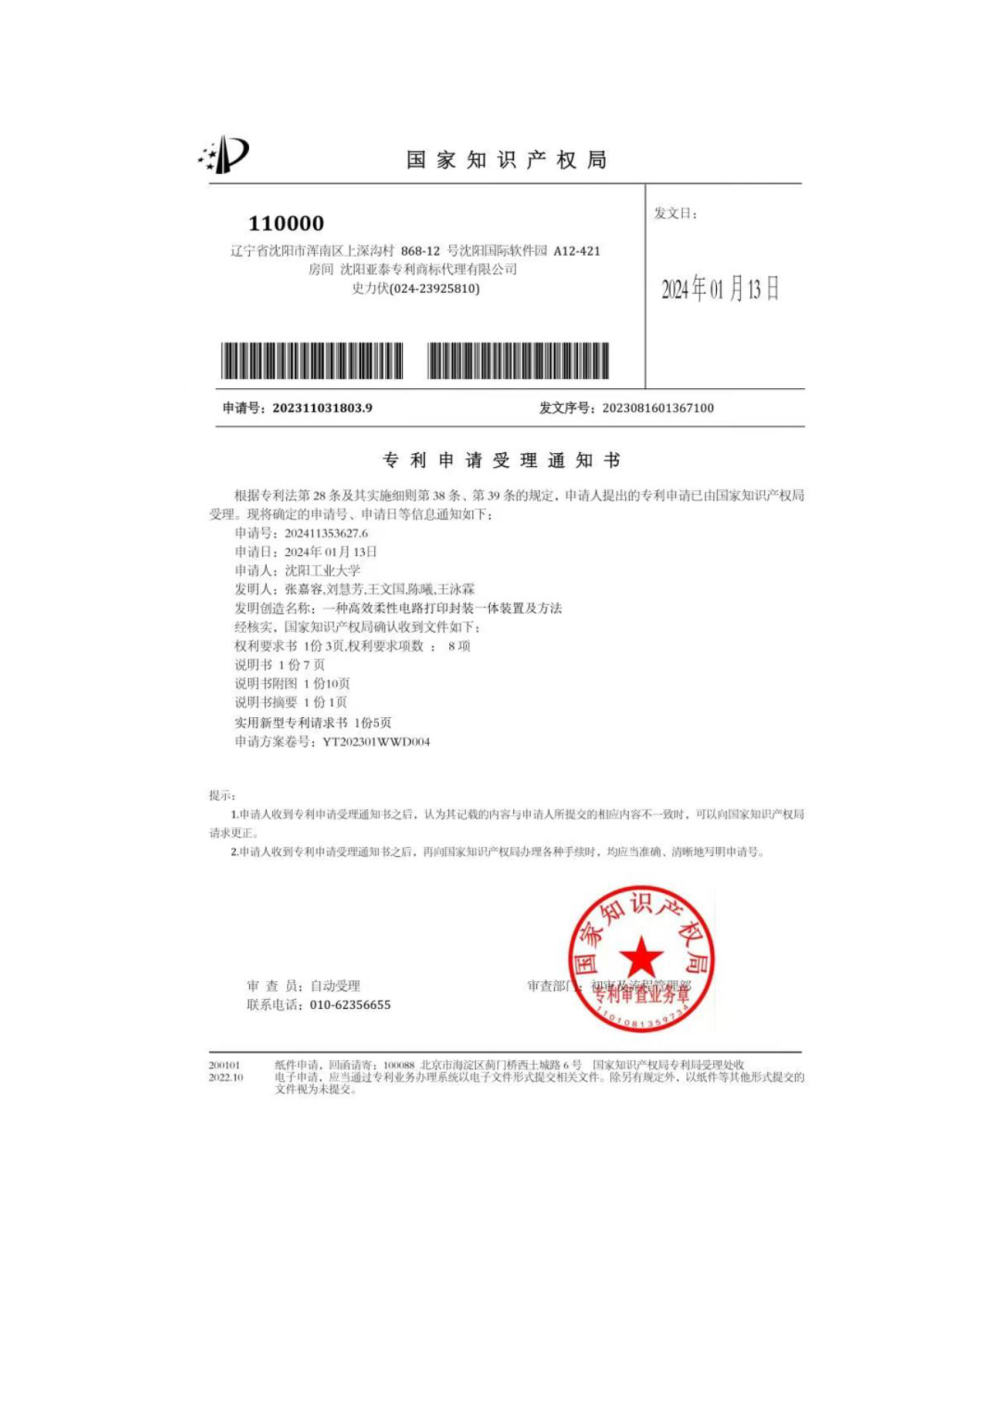 国家知识产权局
110000
辽宁省沈阳市浑南区上深沟村 868-12 号沈阳国际软件园 A12-421
房间 沈阳亚泰专利商标代理有限公司
史力伏(024-23925810)
发文日：
2024年01月13日
申请号：202311031803.9
发文序号：2023081601367100
专利申请受理通知书
根据专利法第 28 条及其实施细则第 38 条、第 39 条的规定，申请人提出的专利申请已由国家知识产权局
受理。现将确定的申请号、申请日等信息通知如下：
申请号：202411353627.6
申请日：2024年 01月 13日
申请人：沈阳工业大学
发明人：张嘉容,刘慧芳,王文国,陈曦,王泳霖
发明创造名称：一种高效柔性电路打印封装一体装置及方法
经核实，国家知识产权局确认收到文件如下：
权利要求书 1份 3页,权利要求项数 ： 8 项
说明书 1 份 7 页
说明书附图 1 份10页
说明书摘要 1 份 1页
实用新型专利请求书 1份5页
申请方案卷号：YT202301WWD004
提示：
1.申请人收到专利申请受理通知书之后，认为其记载的内容与申请人所提交的相应内容不一致时，可以向国家知识产权局
请求更正。
2.申请人收到专利申请受理通知书之后，再向国家知识产权局办理各种手续时，均应当准确、清晰地写明申请号。
国家知识产权局
审 查 员：自动受理
审查部门：初审及流程管理部
专利审查业务章
联系电话：010-62356655
1101081359734
200101 纸件申请，回函请寄：100088 北京市海淀区蓟门桥西土城路 6 号 国家知识产权局专利局受理处收
2022.10 电子申请，应当通过专利业务办理系统以电子文件形式提交相关文件。除另有规定外，以纸件等其他形式提交的
文件视为未提交。